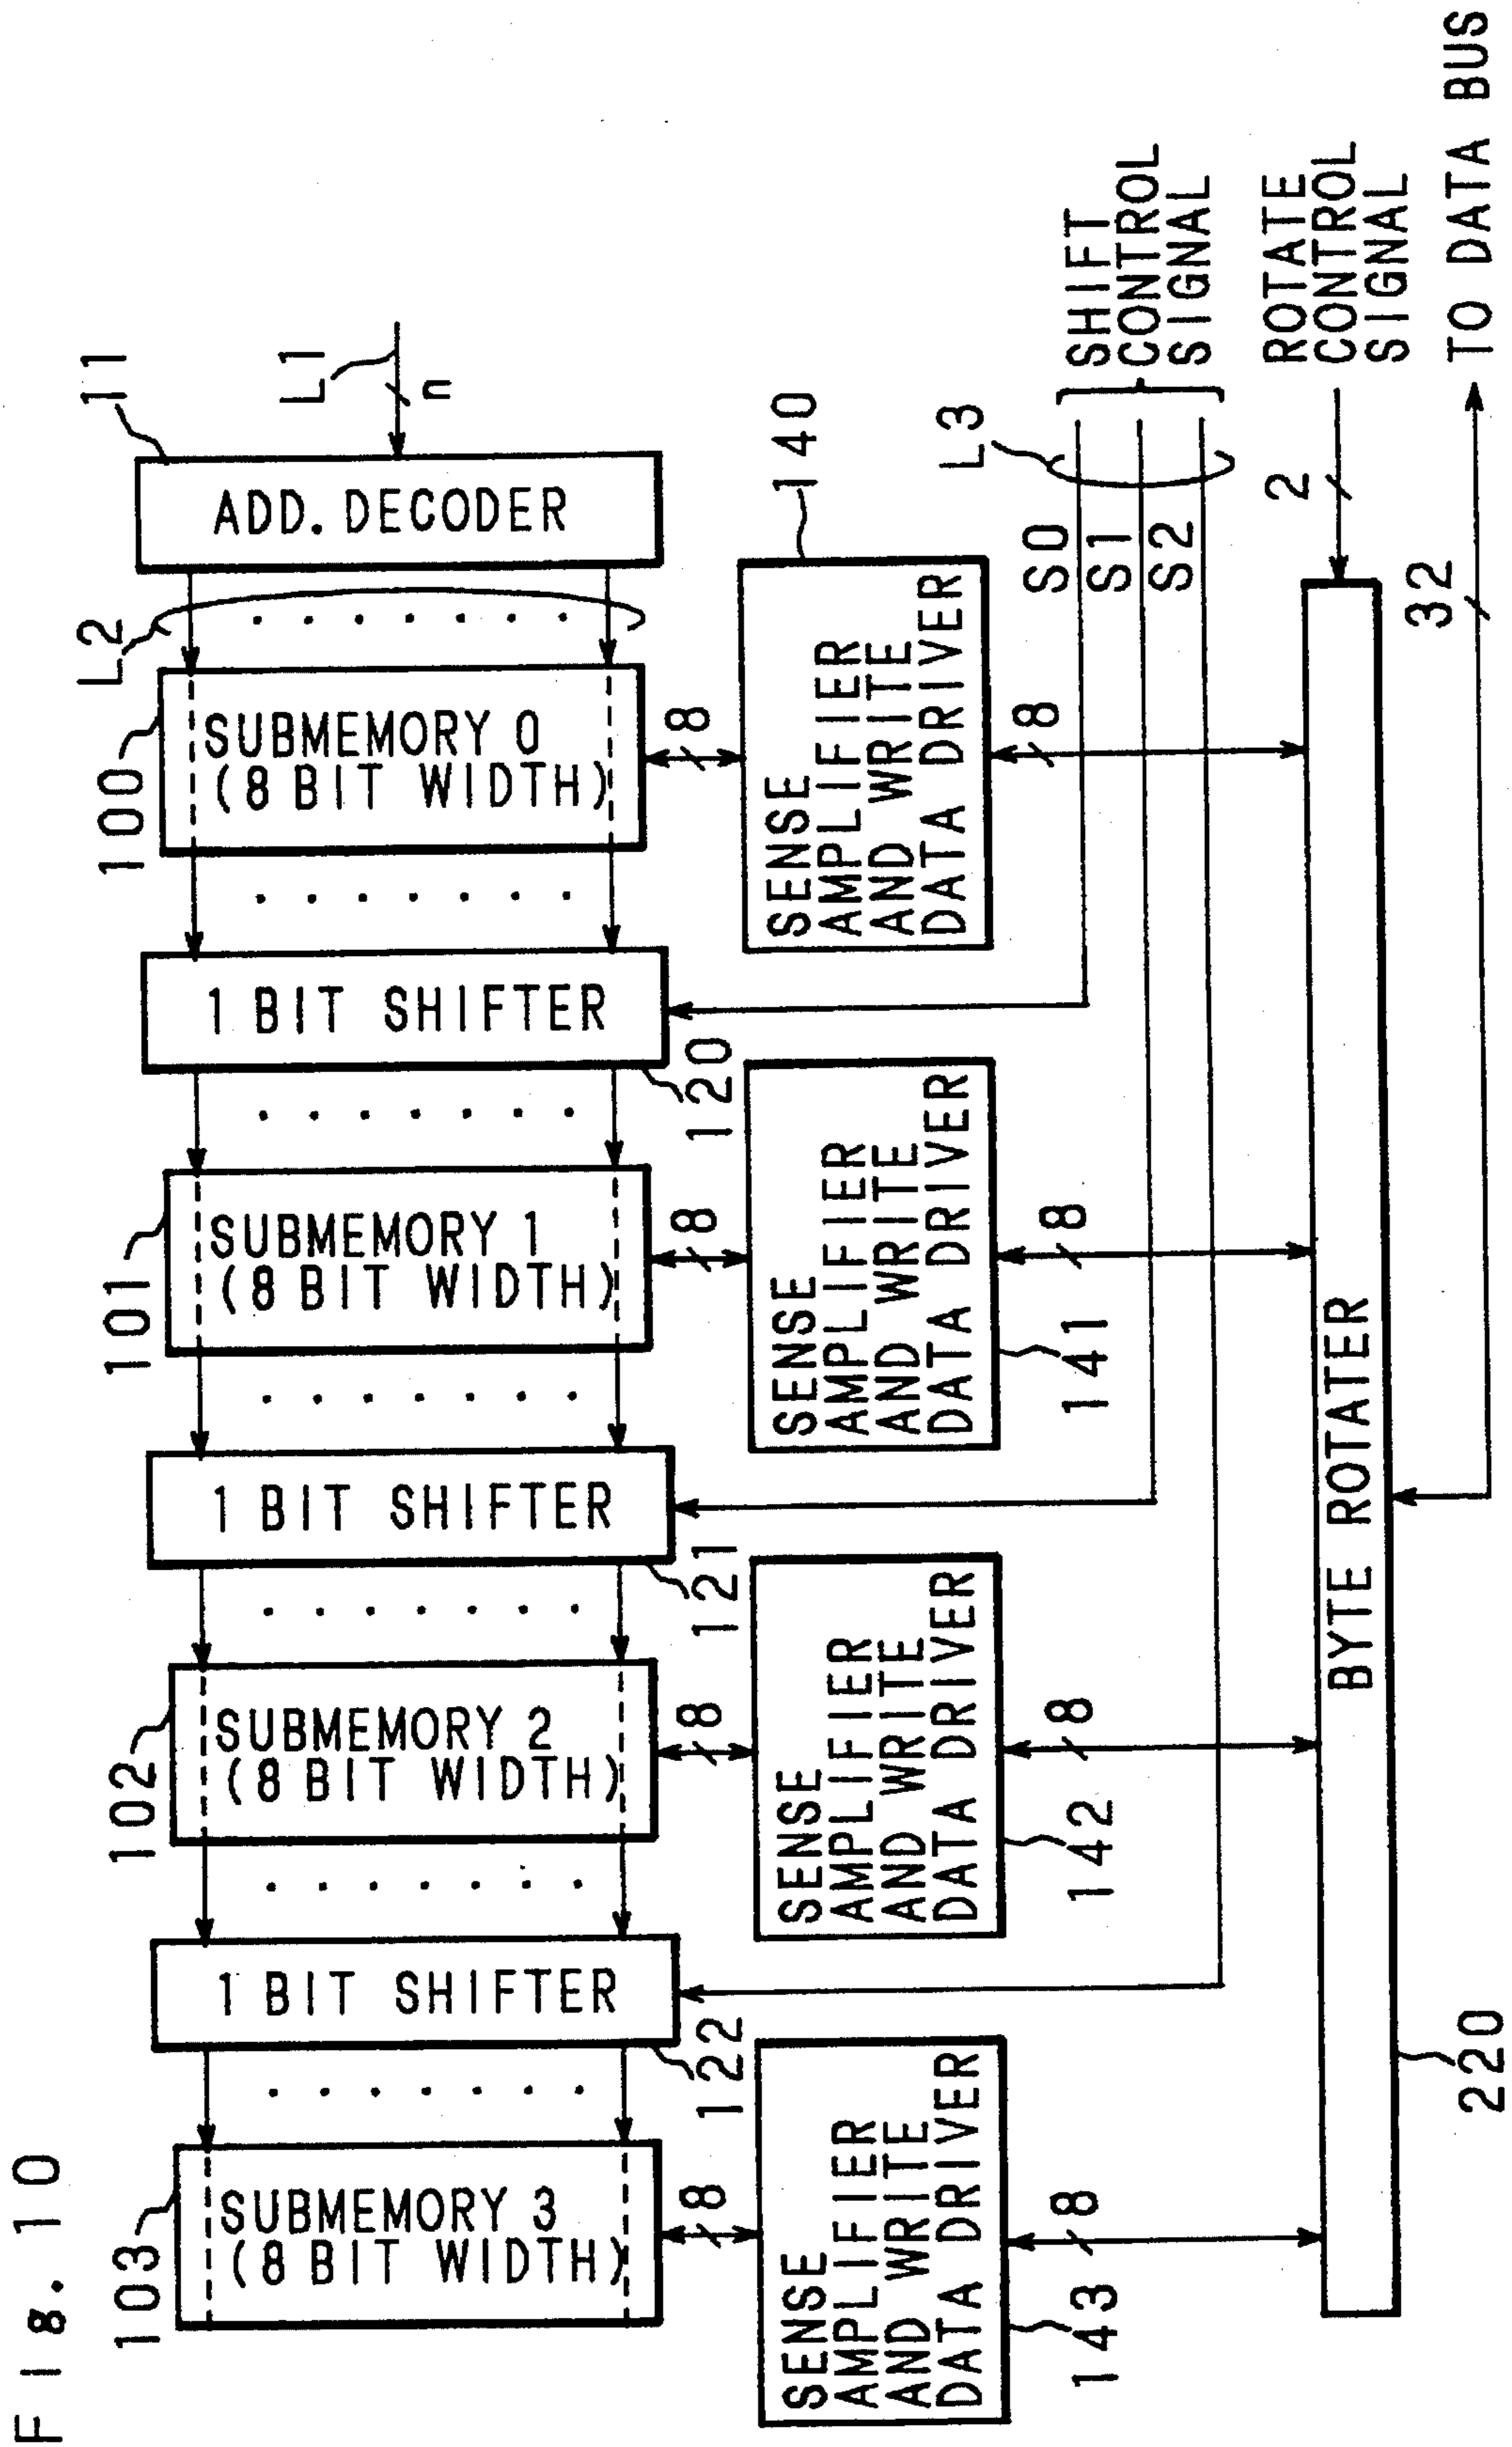 Fig. 10
103
102
101
100
L2
11
L1
n
SUBMEMORY 3
(8 BIT WIDTH)
1 BIT SHIFTER
SUBMEMORY 2
(8 BIT WIDTH)
1 BIT SHIFTER
SUBMEMORY 1
(8 BIT WIDTH)
1 BIT SHIFTER
SUBMEMORY 0
(8 BIT WIDTH)
ADD. DECODER
8
122
8
121
8
120
8
140
SENSE
AMPLIFIER
AND WRITE
DATA DRIVER
SENSE
AMPLIFIER
AND WRITE
DATA DRIVER
SENSE
AMPLIFIER
AND WRITE
DATA DRIVER
SENSE
AMPLIFIER
AND WRITE
DATA DRIVER
143
8
142
8
141
8
8
L3
S0
S1
S2
SHIFT
CONTROL
SIGNAL
2
ROTATE
CONTROL
SIGNAL
BYTE ROTATER
220
32
TO DATA BUS